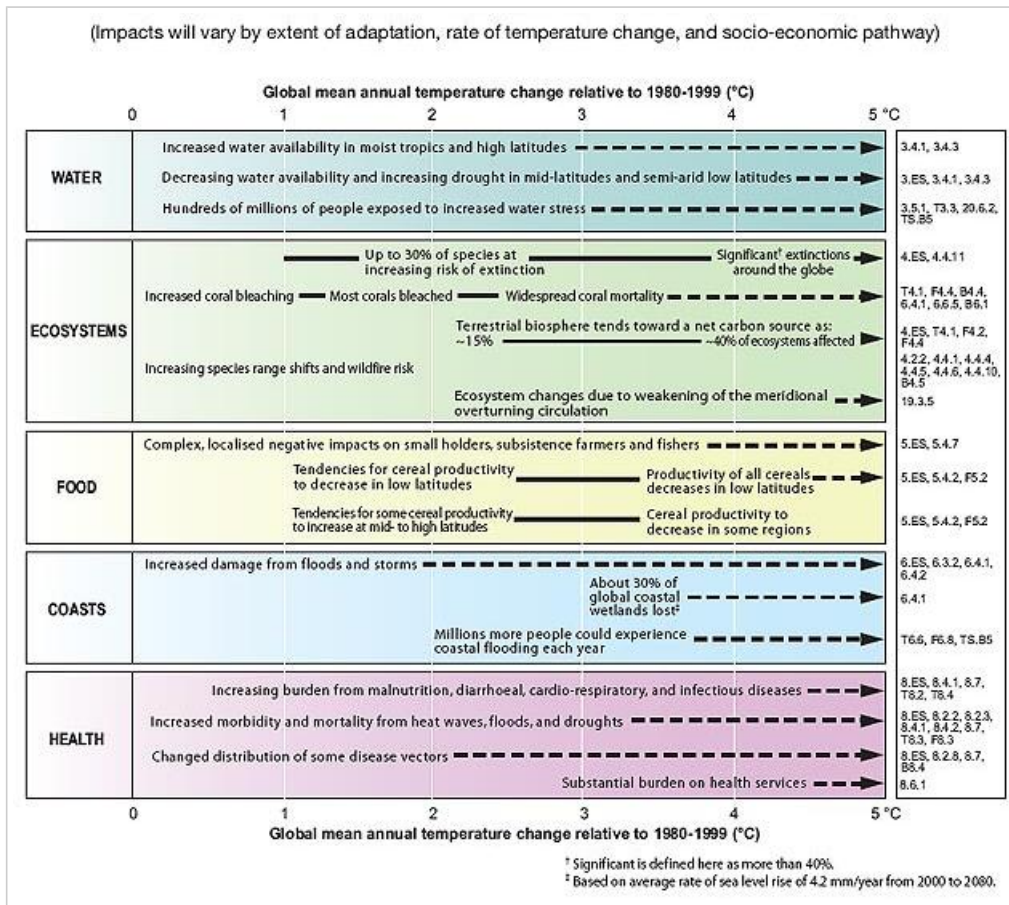 (Impacts will vary by extent of adaptation, rate of temperature change, and socio-economic pathway)
Global mean annual temperature change relative to 1980-1999 (°C)
0 1 2 3 4 5 °C
WATER
Increased water availability in moist tropics and high latitudes
3.4.1, 3.4.3
Decreasing water availability and increasing drought in mid-latitudes and semi-arid low latitudes
3.ES, 3.4.1, 3.4.3
Hundreds of millions of people exposed to increased water stress
3.5.1, T3.3, 20.6.2,
TS.B5
ECOSYSTEMS
Up to 30% of species at
increasing risk of extinction
Significant† extinctions
around the globe
4.ES, 4.4.11
Increased coral bleaching Most corals bleached Widespread coral mortality
T4.1, F4.4, B4.4,
6.4.1, 6.6.5, B6.1
Terrestrial biosphere tends toward a net carbon source as:
~15% ~40% of ecosystems affected
4.ES, T4.1, F4.2,
F4.4
Increasing species range shifts and wildfire risk
4.2.2, 4.4.1, 4.4.4,
4.4.5, 4.4.6, 4.4.10,
B4.5
Ecosystem changes due to weakening of the meridional
overturning circulation
19.3.5
FOOD
Complex, localised negative impacts on small holders, subsistence farmers and fishers
5.ES, 5.4.7
Tendencies for cereal productivity
to decrease in low latitudes
Productivity of all cereals
decreases in low latitudes
5.ES, 5.4.2, F5.2
Tendencies for some cereal productivity
to increase at mid- to high latitudes
Cereal productivity to
decrease in some regions
5.ES, 5.4.2, F5.2
COASTS
Increased damage from floods and storms
6.ES, 6.3.2, 6.4.1,
6.4.2
About 30% of
global coastal
wetlands lost‡
6.4.1
Millions more people could experience
coastal flooding each year
T6.6, F6.8, TS.B5
HEALTH
Increasing burden from malnutrition, diarrhoeal, cardio-respiratory, and infectious diseases
8.ES, 8.4.1, 8.7,
T8.2, T8.4
Increased morbidity and mortality from heat waves, floods, and droughts
8.ES, 8.2.2, 8.2.3,
8.4.1, 8.4.2, 8.7,
T8.3, F8.3
Changed distribution of some disease vectors
8.ES, 8.2.8, 8.7,
B8.4
Substantial burden on health services
8.6.1
0 1 2 3 4 5 °C
Global mean annual temperature change relative to 1980-1999 (°C)
† Significant is defined here as more than 40%.
‡ Based on average rate of sea level rise of 4.2 mm/year from 2000 to 2080.